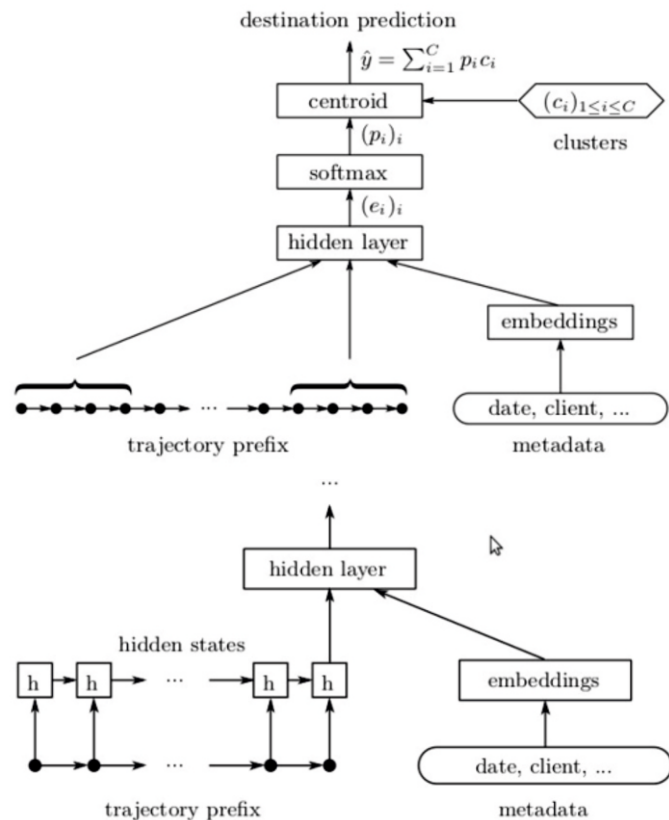 destination prediction
ŷ = ∑_{i=1}^{C} p_i c_i
centroid
(c_i)_{1≤i≤C}
clusters
(p_i)_i
softmax
(e_i)_i
hidden layer
embeddings
...
date, client, ...
trajectory prefix
metadata
...
hidden layer
hidden states
h
h
...
h
h
embeddings
...
date, client, ...
trajectory prefix
metadata